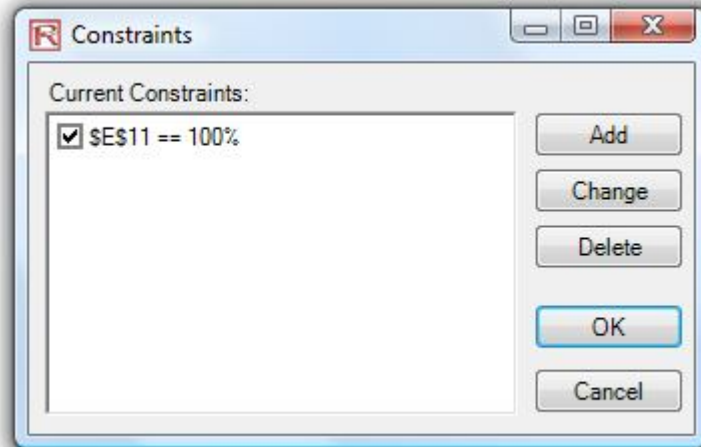 R Constraints
Current Constraints:
$E$11 == 100%
Add
Change
Delete
OK
Cancel